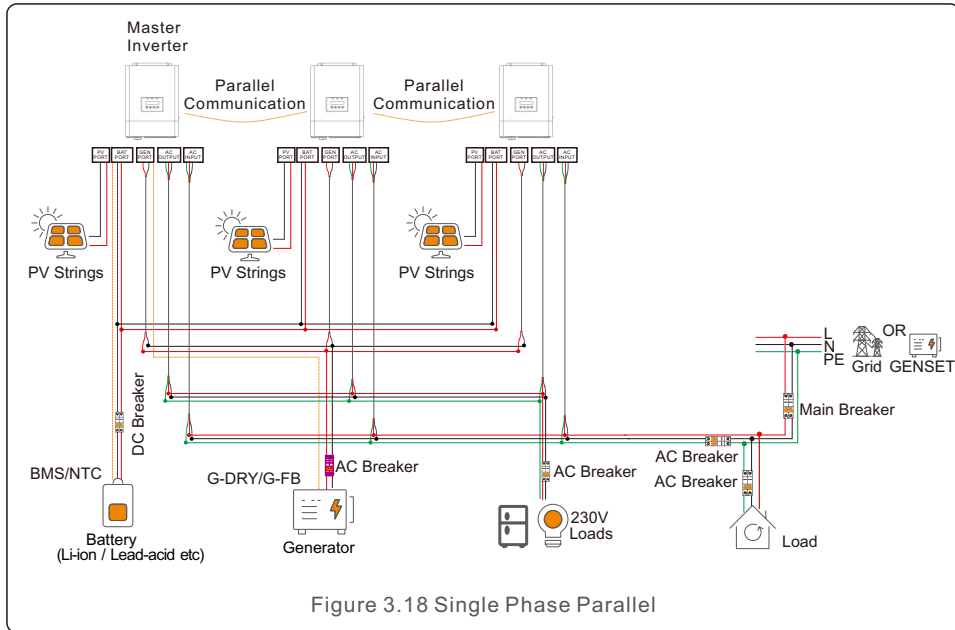 Master
Inverter
Parallel
Communication
Parallel
Communication
PV
PORT
BAT
PORT
GEN
PORT
AC
OUTPUT
AC
INPUT
PV
PORT
BAT
PORT
GEN
PORT
AC
OUTPUT
AC
INPUT
PV
PORT
BAT
PORT
GEN
PORT
AC
OUTPUT
AC
INPUT
PV Strings
PV Strings
PV Strings
L
N
PE
Grid
OR
GENSET
Main Breaker
DC Breaker
BMS/NTC
G-DRY/G-FB
AC Breaker
AC Breaker
AC Breaker
AC Breaker
230V
Loads
Battery
(Li-ion / Lead-acid etc)
Generator
Load
Figure 3.18 Single Phase Parallel